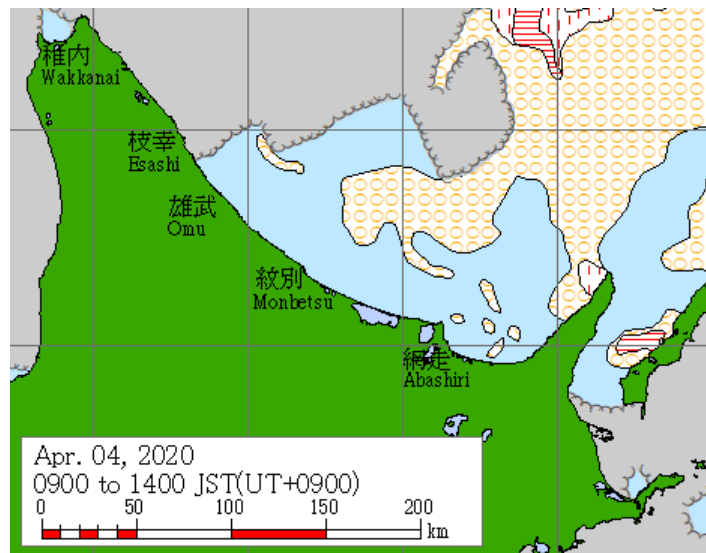 稚内
Wakkanai
枝幸
Esashi
雄武
Omu
紋別
Monbetsu
網走
Abashiri
Apr. 04, 2020
0900 to 1400 JST(UT+0900)
0 50 100 150 200
km